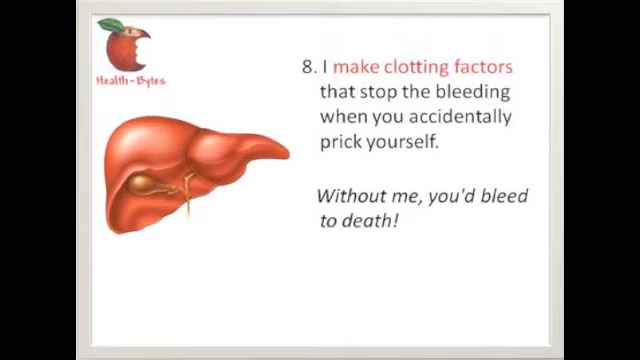 Health-Bytes
8. I make clotting factors
that stop the bleeding
when you accidentally
prick yourself.
Without me, you'd bleed
to death!